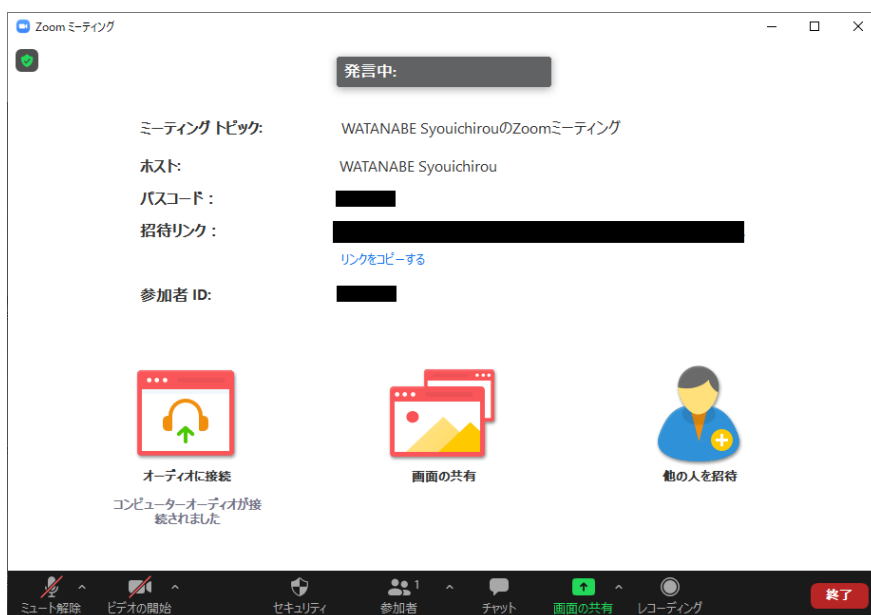 Zoom ミーティング
発言中:
ミーティング トピック: WATANABE SyouichirouのZoomミーティング
ホスト: WATANABE Syouichirou
パスコード：
招待リンク：
リンクをコピーする
参加者 ID:
オーディオに接続 画面の共有 他の人を招待
コンピューターオーディオが接
続されました
1
ミュート解除 ビデオの開始 セキュリティ 参加者 チャット 画面の共有 レコーディング 終了